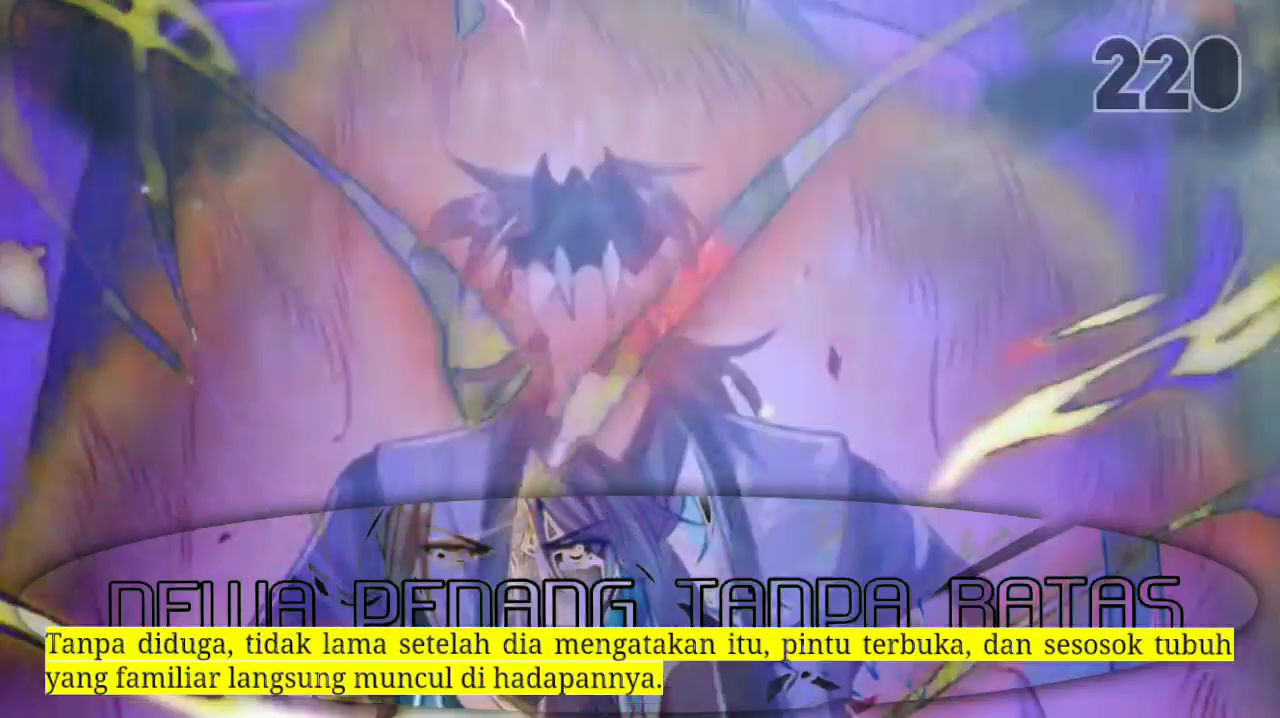 220
DEWA PEDANG TANPA BATAS
Tanpa diduga, tidak lama setelah dia mengatakan itu, pintu terbuka, dan sesosok tubuh
yang familiar langsung muncul di hadapannya.